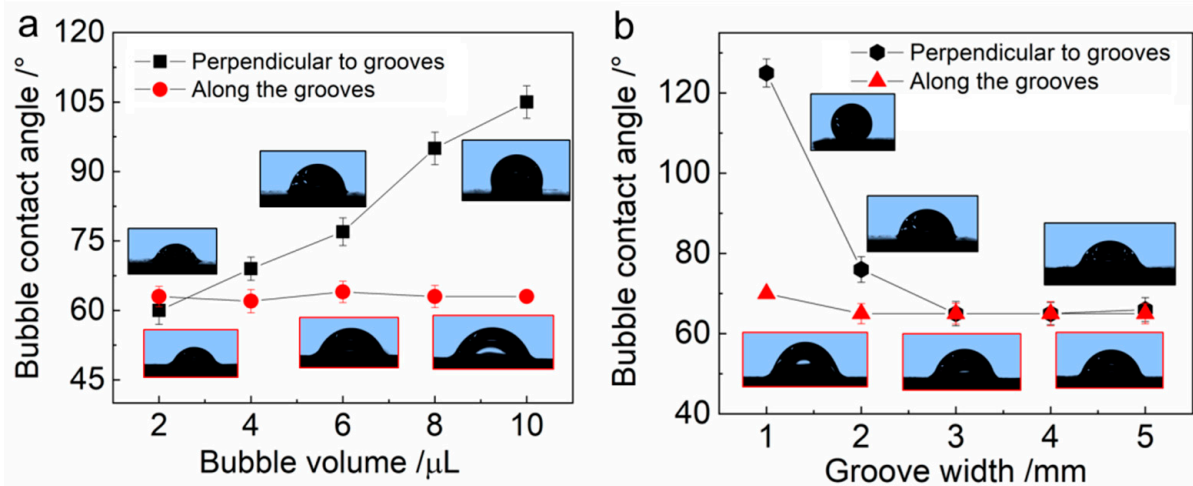 a
120
105
90
75
60
45
Bubble contact angle /°
Perpendicular to grooves
Along the grooves
2 4 6 8 10
Bubble volume /μL
b
120
100
80
60
40
Bubble contact angle /°
Perpendicular to grooves
Along the grooves
1 2 3 4 5
Groove width /mm